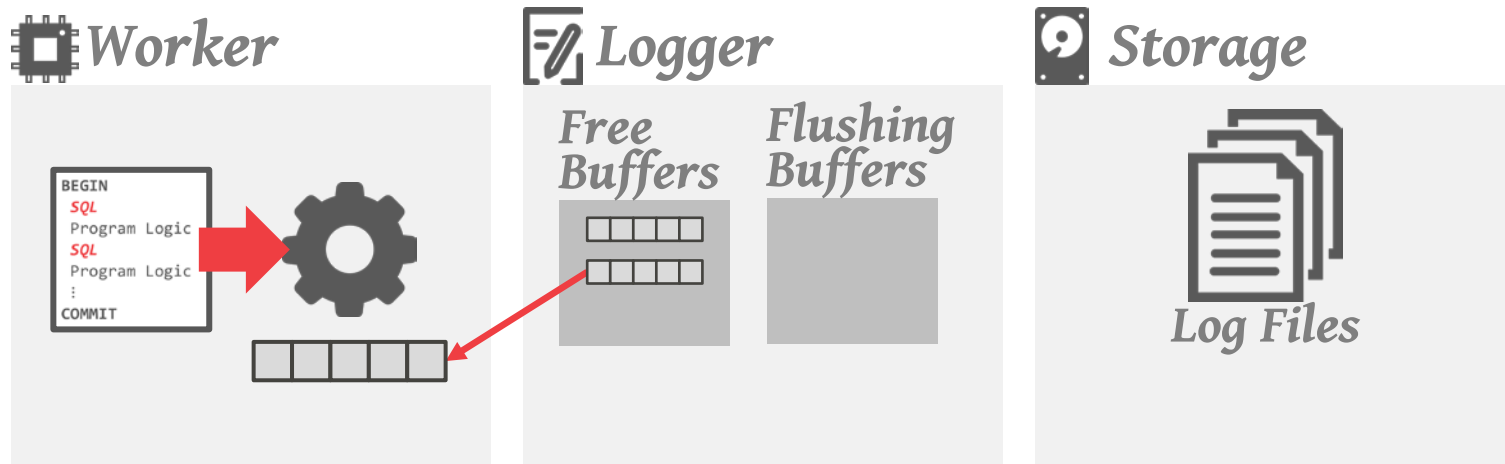 Worker
BEGIN
SQL
Program Logic
SQL
Program Logic
⋮
COMMIT
Logger
Free
Buffers
Flushing
Buffers
Storage
Log Files